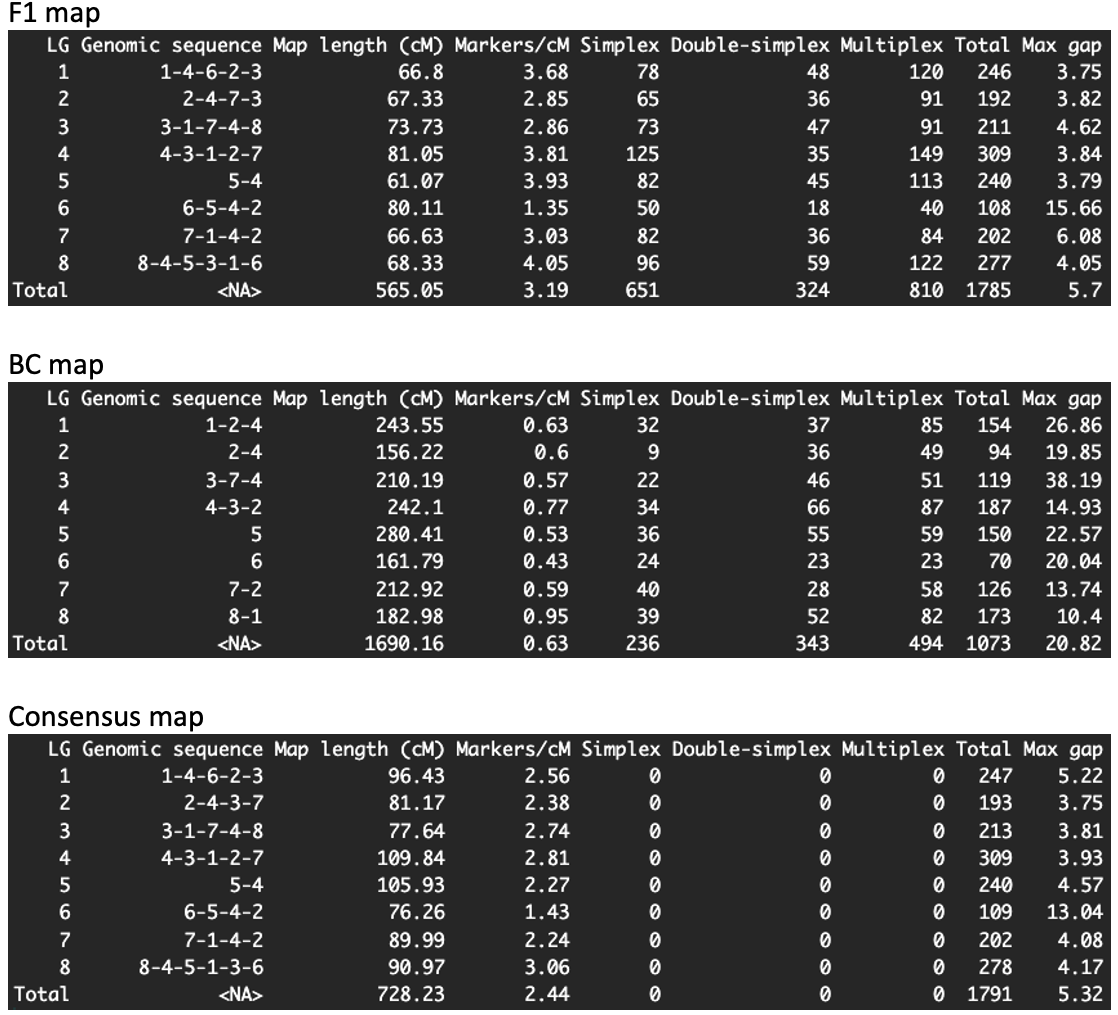 F1 map
LG Genomic sequence Map length (cM) Markers/cM Simplex Double-simplex Multiplex Total Max gap
1 1-4-6-2-3 66.8 3.68 78 48 120 246 3.75
2 2-4-7-3 67.33 2.85 65 36 91 192 3.82
3 3-1-7-4-8 73.73 2.86 73 47 91 211 4.62
4 4-3-1-2-7 81.05 3.81 125 35 149 309 3.84
5 5-4 61.07 3.93 82 45 113 240 3.79
6 6-5-4-2 80.11 1.35 50 18 40 108 15.66
7 7-1-4-2 66.63 3.03 82 36 84 202 6.08
8 8-4-5-3-1-6 68.33 4.05 96 59 122 277 4.05
Total <NA> 565.05 3.19 651 324 810 1785 5.7
BC map
LG Genomic sequence Map length (cM) Markers/cM Simplex Double-simplex Multiplex Total Max gap
1 1-2-4 243.55 0.63 32 37 85 154 26.86
2 2-4 156.22 0.6 9 36 49 94 19.85
3 3-7-4 210.19 0.57 22 46 51 119 38.19
4 4-3-2 242.1 0.77 34 66 87 187 14.93
5 5 280.41 0.53 36 55 59 150 22.57
6 6 161.79 0.43 24 23 23 70 20.04
7 7-2 212.92 0.59 40 28 58 126 13.74
8 8-1 182.98 0.95 39 52 82 173 10.4
Total <NA> 1690.16 0.63 236 343 494 1073 20.82
Consensus map
LG Genomic sequence Map length (cM) Markers/cM Simplex Double-simplex Multiplex Total Max gap
1 1-4-6-2-3 96.43 2.56 0 0 0 247 5.22
2 2-4-3-7 81.17 2.38 0 0 0 193 3.75
3 3-1-7-4-8 77.64 2.74 0 0 0 213 3.81
4 4-3-1-2-7 109.84 2.81 0 0 0 309 3.93
5 5-4 105.93 2.27 0 0 0 240 4.57
6 6-5-4-2 76.26 1.43 0 0 0 109 13.04
7 7-1-4-2 89.99 2.24 0 0 0 202 4.08
8 8-4-5-1-3-6 90.97 3.06 0 0 0 278 4.17
Total <NA> 728.23 2.44 0 0 0 1791 5.32